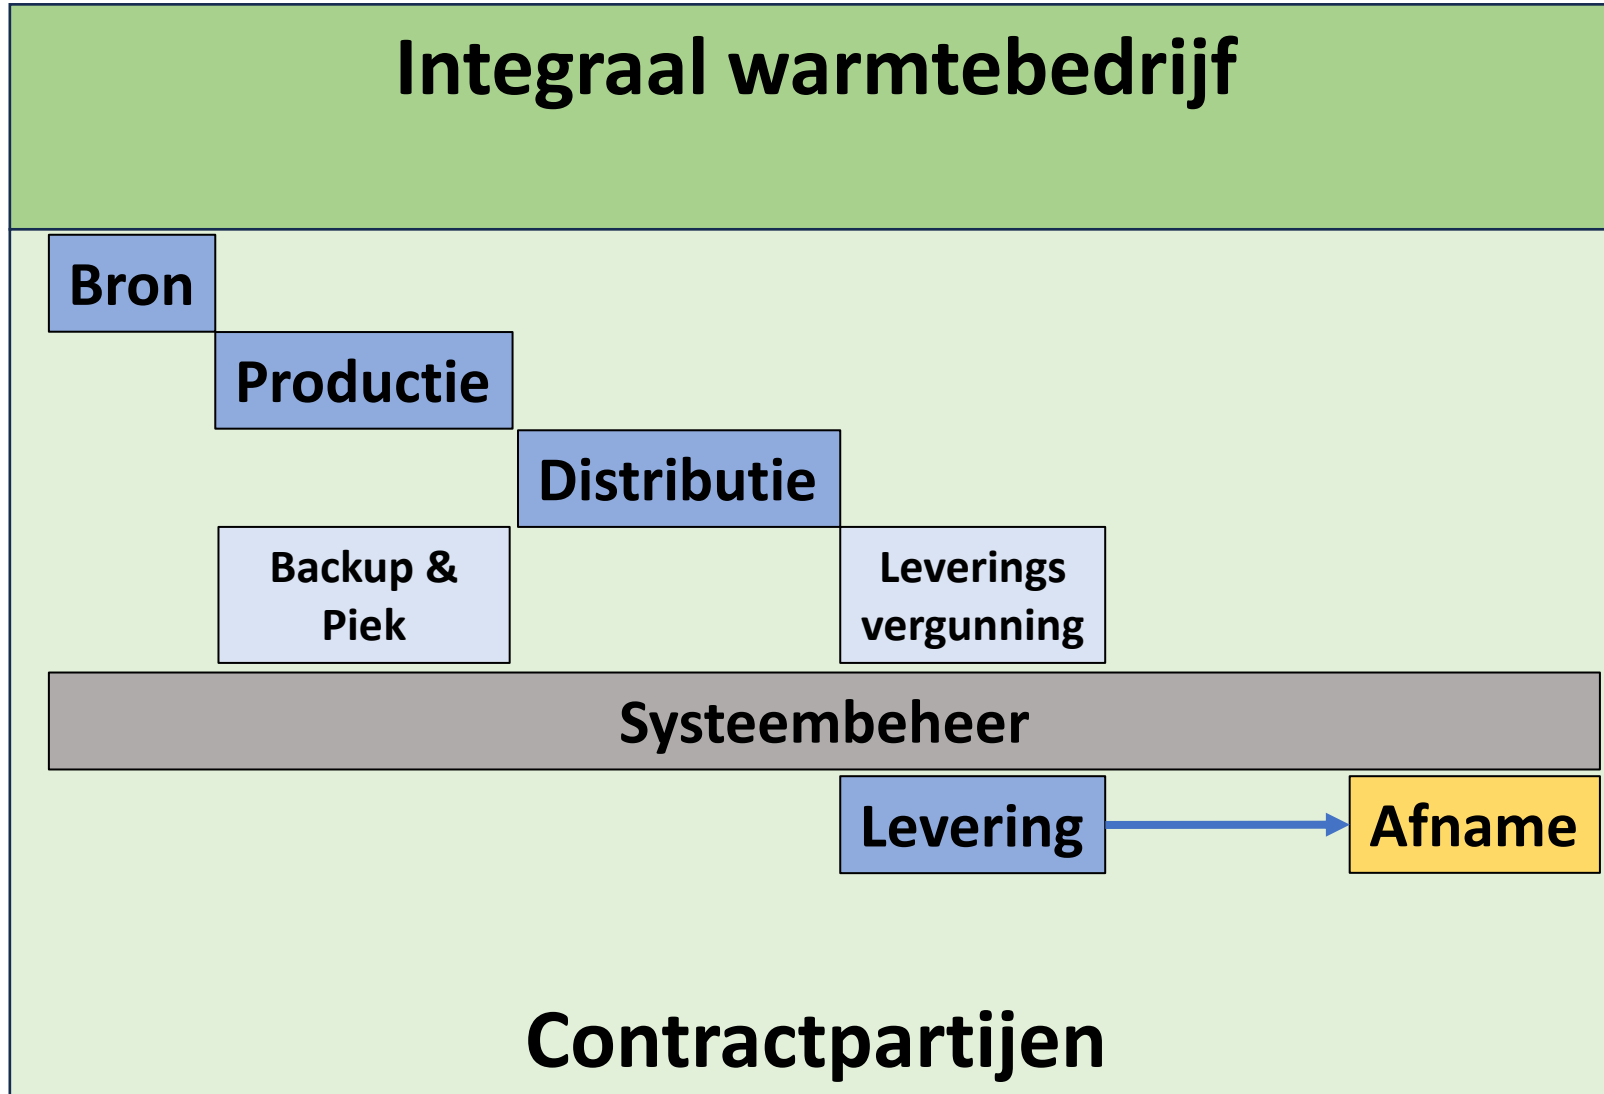 Integraal warmtebedrijf
Bron
Productie
Distributie
Backup &
Piek
Leverings
vergunning
Systeembeheer
Levering
Afname
Contractpartijen